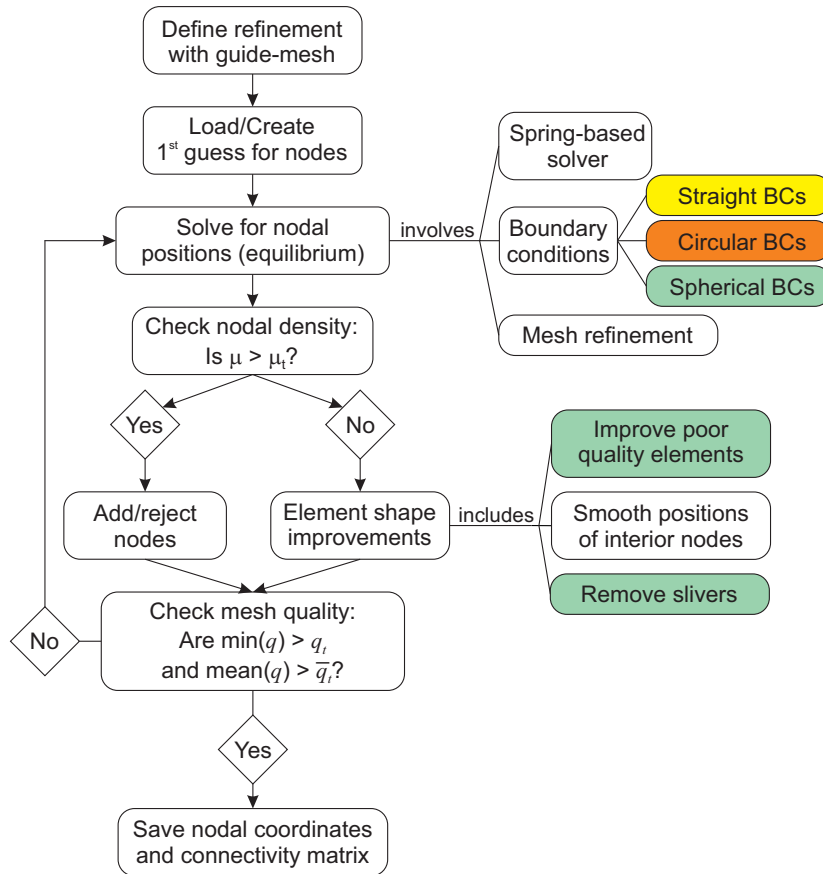 Define refinement
with guide-mesh
Load/Create
1st guess for nodes
Solve for nodal
positions (equilibrium)
involves
Spring-based
solver
Boundary
conditions
Straight BCs
Circular BCs
Spherical BCs
Mesh refinement
Check nodal density:
Is μ > μt?
Yes
No
Add/reject
nodes
Element shape
improvements
includes
Improve poor
quality elements
Smooth positions
of interior nodes
Remove slivers
Check mesh quality:
Are min(q) > qt
and mean(q) > q̅t?
No
Yes
Save nodal coordinates
and connectivity matrix